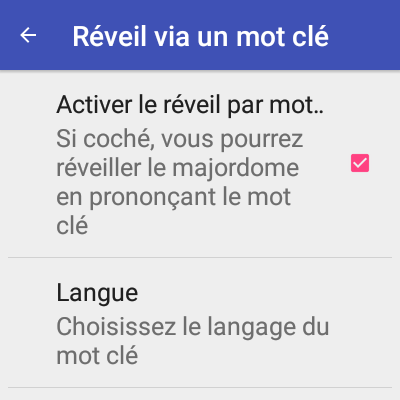 Réveil via un mot clé
Activer le réveil par mot..
Si coché, vous pourrez
réveiller le majordome
en prononçant le mot
clé
Langue
Choisissez le langage du
mot clé